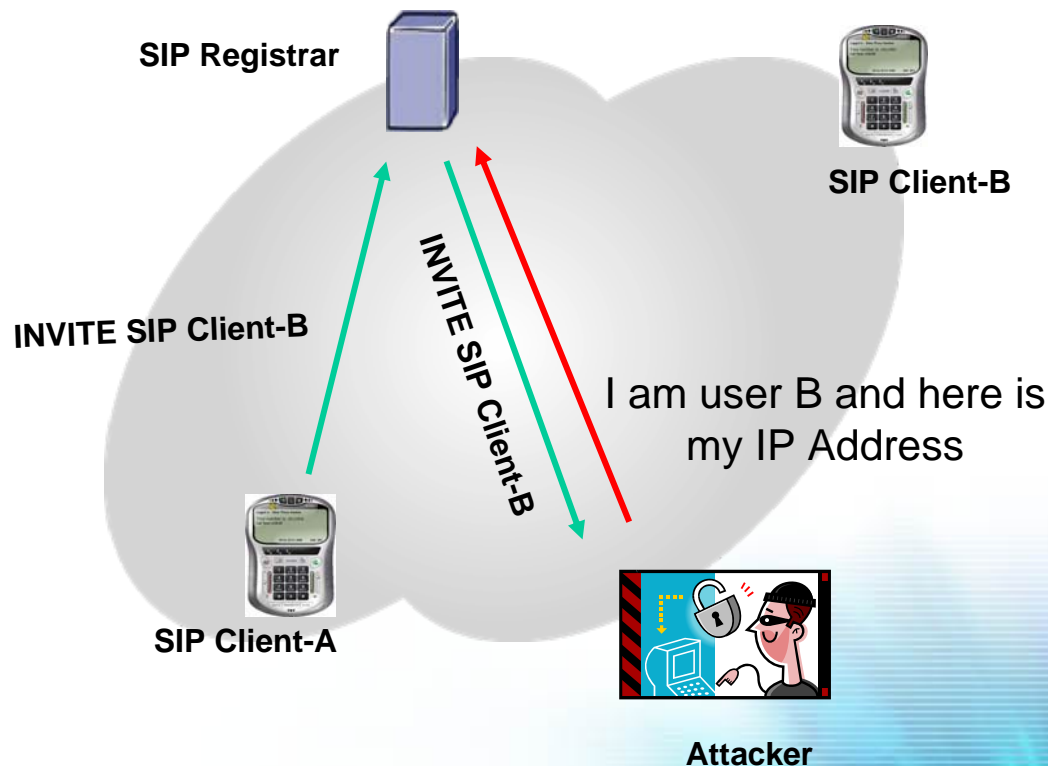 SIP Registrar
SIP Client-B
INVITE SIP Client-B
INVITE SIP Client-B
I am user B and here is
my IP Address
SIP Client-A
Attacker